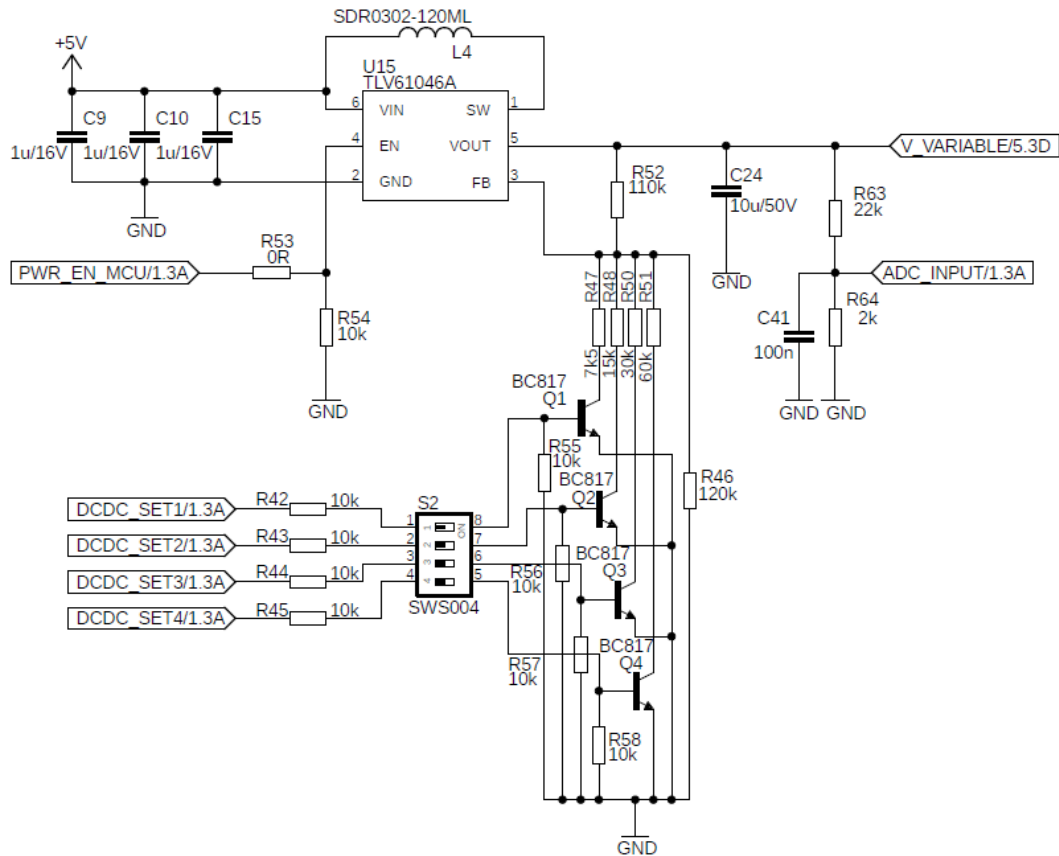 SDR0302-120ML
L4
+5V
U15
TLV61046A
6 VIN SW 1
4 EN VOUT 5
2 GND FB 3
C9
1u/16V
C10
1u/16V
C15
1u/16V
GND
V_VARIABLE/5.3D
R52
110k
C24
10u/50V
GND
R63
22k
R53
0R
PWR_EN_MCU/1.3A
ADC_INPUT/1.3A
R54
10k
GND
R47
7k5
R48
15k
R50
30k
R51
60k
C41
100n
R64
2k
GND
GND
BC817
Q1
R55
10k
BC817
Q2
R46
120k
DCDC_SET1/1.3A
R42
10k
DCDC_SET2/1.3A
R43
10k
DCDC_SET3/1.3A
R44
10k
DCDC_SET4/1.3A
R45
10k
S2
1 1 ON 8
2 2 7
3 3 6
4 4 5
SWS004
R56
10k
BC817
Q3
R57
10k
BC817
Q4
R58
10k
GND